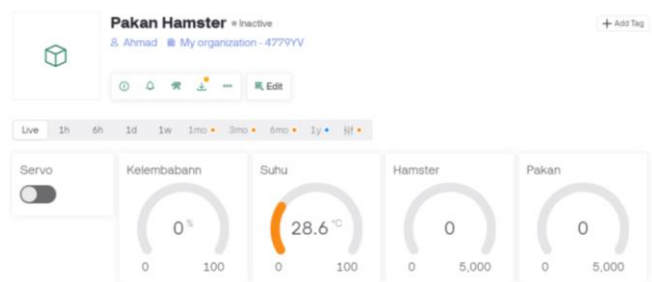 Pakan Hamster Inactive
Ahmad My organization - 4779YV
+ Add Tag
Edit
Live 1h 6h 1d 1w 1mo 3mo 6mo 1y
Servo
Kelembabann
0 %
0 100
Suhu
28.6 °C
0 100
Hamster
0
0 5,000
Pakan
0
0 5,000